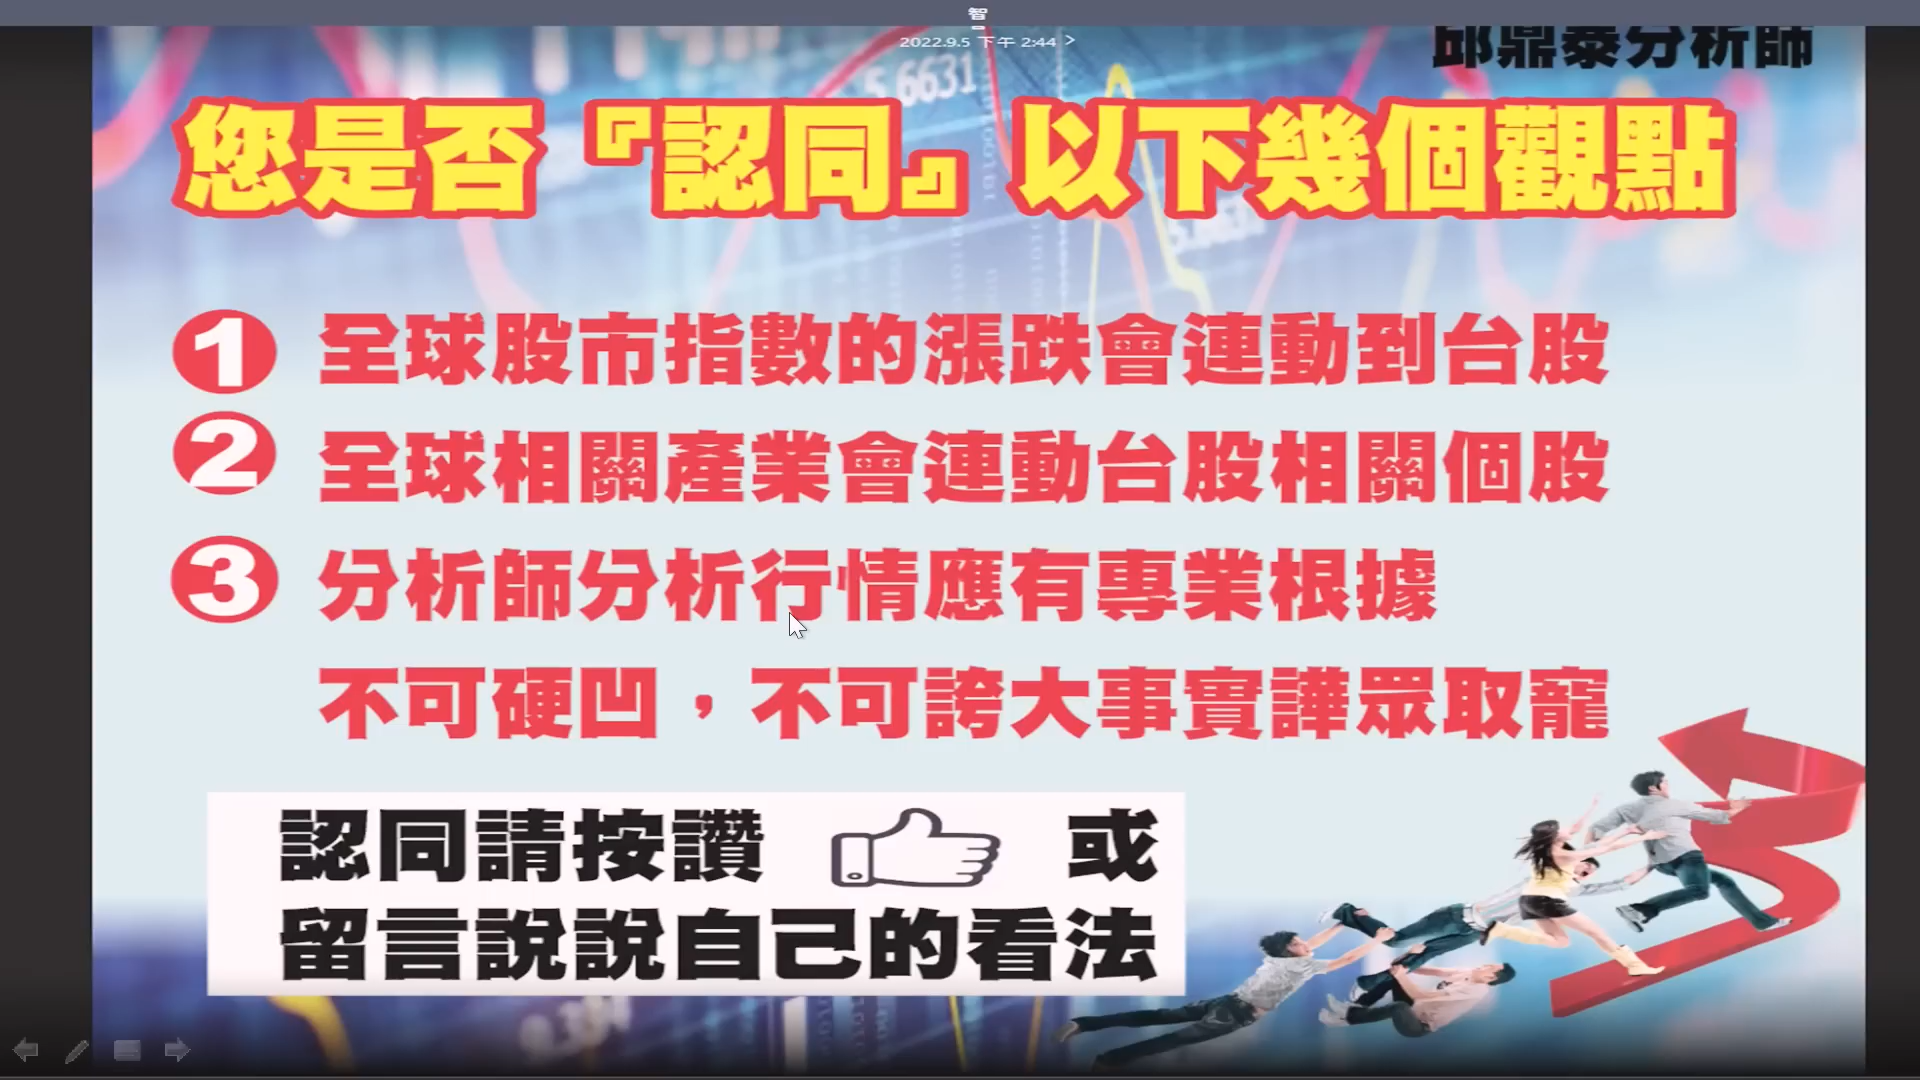 智
2022.9.5 下午 2:44 >
邱鼎泰分析師
5.6631
您是否『認同』以下幾個觀點
1 全球股市指數的漲跌會連動到台股
2 全球相關產業會連動台股相關個股
3 分析師分析行情應有專業根據
不可硬凹，不可誇大事實譁眾取寵
認同請按讚 或
留言說說自己的看法